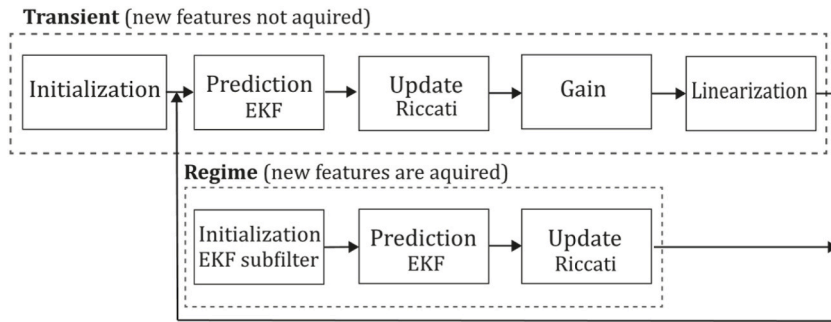 Transient (new features not aquired)
Initialization
Prediction
EKF
Update
Riccati
Gain
Linearization
Regime (new features are aquired)
Initialization
EKF subfilter
Prediction
EKF
Update
Riccati